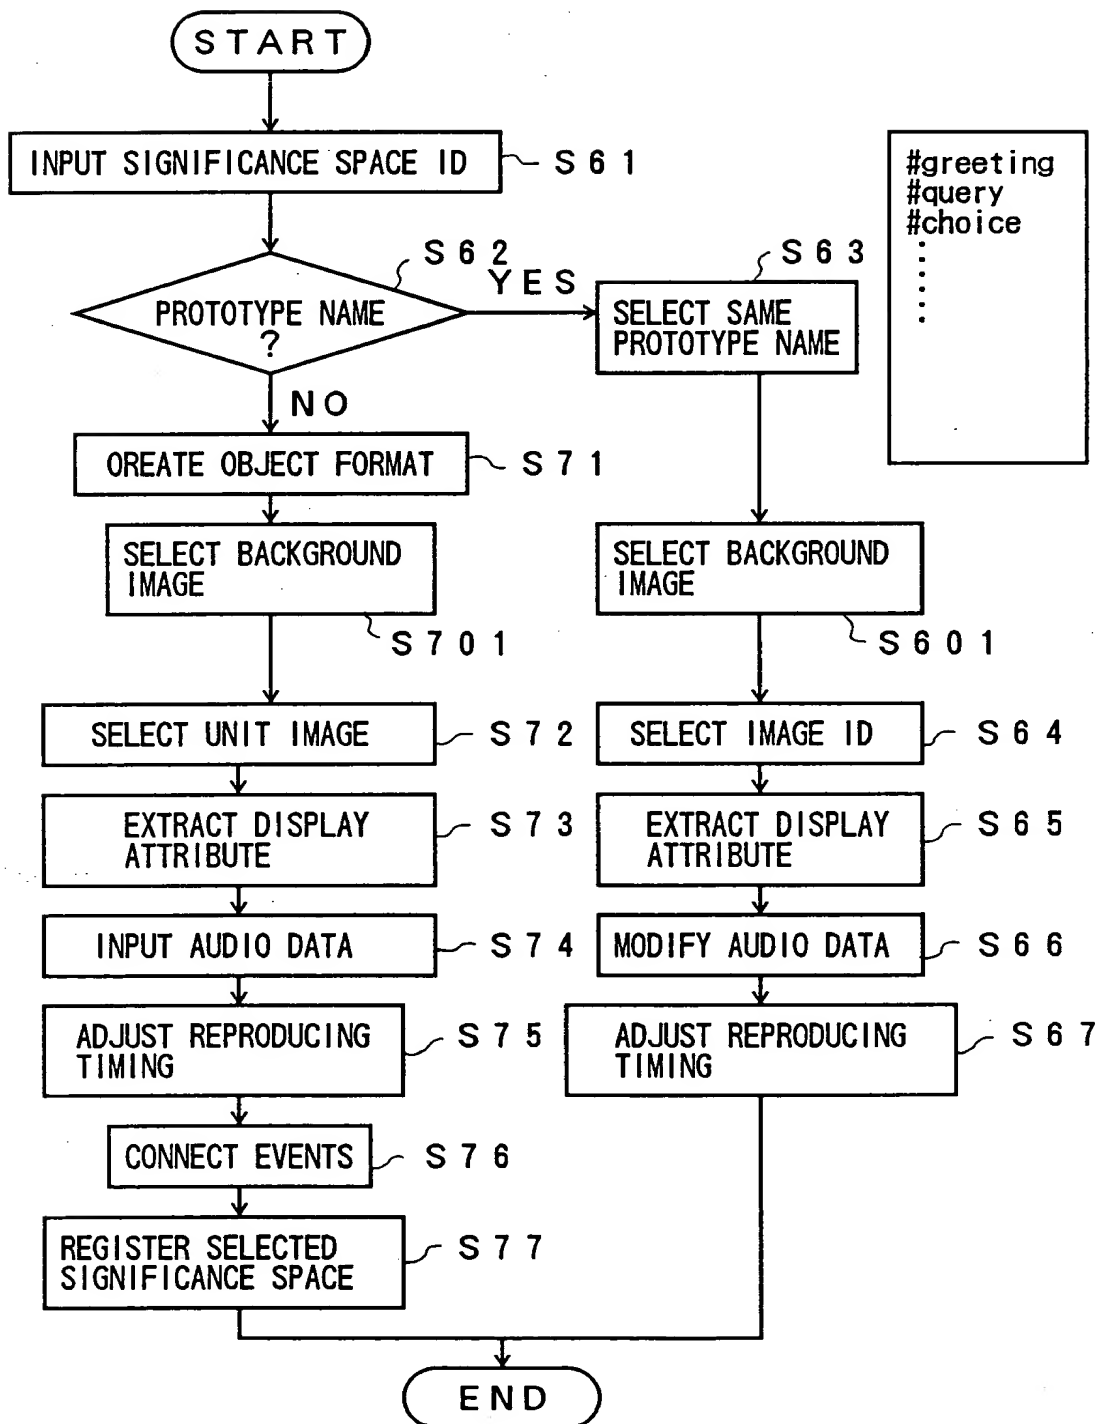 START
INPUT SIGNIFICANCE SPACE ID
S61
#greeting
#query
#choice
S62
YES
S63
PROTOTYPE NAME
?
SELECT SAME
PROTOTYPE NAME
NO
OREATE OBJECT FORMAT
S71
SELECT BACKGROUND
IMAGE
S701
SELECT BACKGROUND
IMAGE
S601
SELECT UNIT IMAGE
S72
SELECT IMAGE ID
S64
EXTRACT DISPLAY
ATTRIBUTE
S73
EXTRACT DISPLAY
ATTRIBUTE
S65
INPUT AUDIO DATA
S74
MODIFY AUDIO DATA
S66
ADJUST REPRODUCING
TIMING
S75
ADJUST REPRODUCING
TIMING
S67
CONNECT EVENTS
S76
REGISTER SELECTED
SIGNIFICANCE SPACE
S77
END